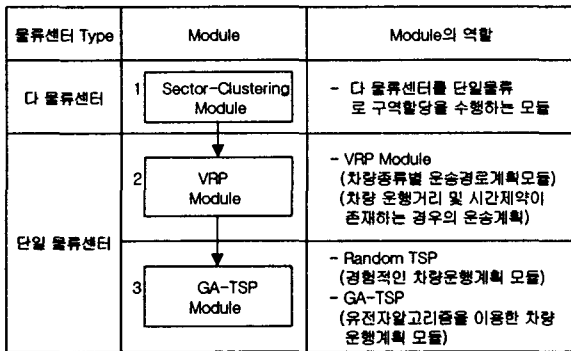 물류센터 Type
Module
Module의 역할
다 물류센터
1
Sector-Clustering
Module
- 다 물류센터를 단일물류
로 구역할당을 수행하는 모듈
단일 물류센터
2
VRP
Module
- VRP Module
(차량종류별 운송경로계획모듈)
(차량 운행거리 및 시간제약이
존재하는 경우의 운송계획)
3
GA-TSP
Module
- Random TSP
(경험적인 차량운행계획 모듈)
- GA-TSP
(유전자알고리즘을 이용한 차량
운행계획 모듈)